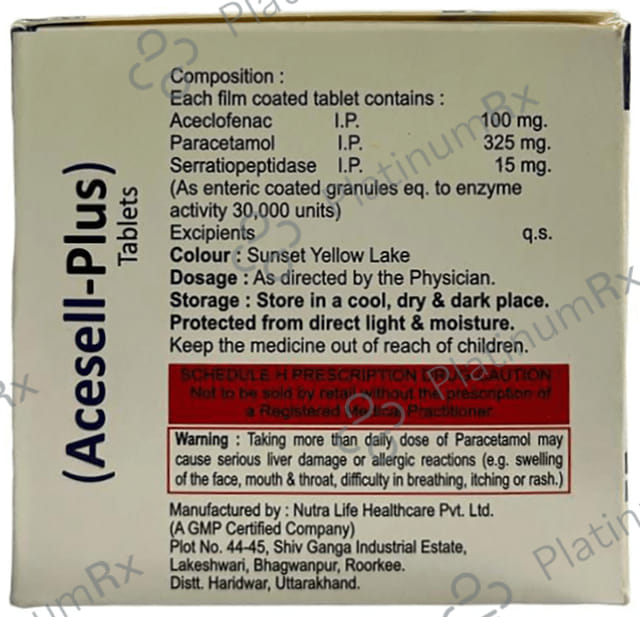 (Acesell-Plus)
Tablets
Composition :
Each film coated tablet contains :
Aceclofenac I.P. 100 mg.
Paracetamol I.P. 325 mg.
Serratiopeptidase I.P. 15 mg.
(As enteric coated granules eq. to enzyme
activity 30,000 units)
Excipients q.s.
Colour : Sunset Yellow Lake
Dosage : As directed by the Physician.
Storage : Store in a cool, dry & dark place.
Protected from direct light & moisture.
Keep the medicine out of reach of children.
SCHEDULE H PRESCRIPTION DRUG-CAUTION
Not to be sold by retail without the prescription of
a Registered Medical Practitioner
Warning : Taking more than daily dose of Paracetamol may
cause serious liver damage or allergic reactions (e.g. swelling
of the face, mouth & throat, difficulty in breathing, itching or rash.)
Manufactured by : Nutra Life Healthcare Pvt. Ltd.
(A GMP Certified Company)
Plot No. 44-45, Shiv Ganga Industrial Estate,
Lakeshwari, Bhagwanpur, Roorkee.
Distt. Haridwar, Uttarakhand.
PlatinumRx
PlatinumRx
PlatinumRx
Rx
Platin
inumRx